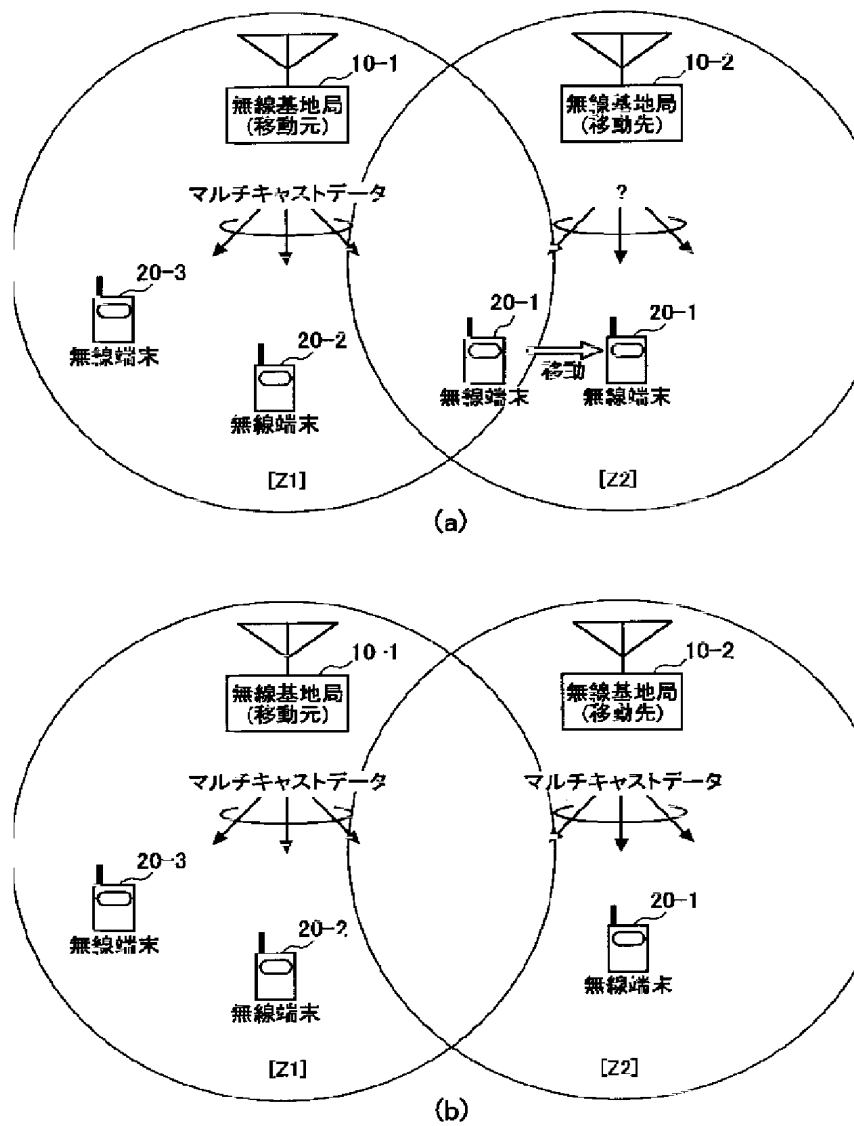 10-1
無線基地局
(移動元)
10-2
無線基地局
(移動先)
マルチキャストデータ
?
20-3
無線端末
20-2
無線端末
20-1
無線端末
移動
20-1
無線端末
[Z1]
[Z2]
(a)
10-1
無線基地局
(移動元)
10-2
無線基地局
(移動先)
マルチキャストデータ
マルチキャストデータ
20-3
無線端末
20-2
無線端末
20-1
無線端末
[Z1]
[Z2]
(b)